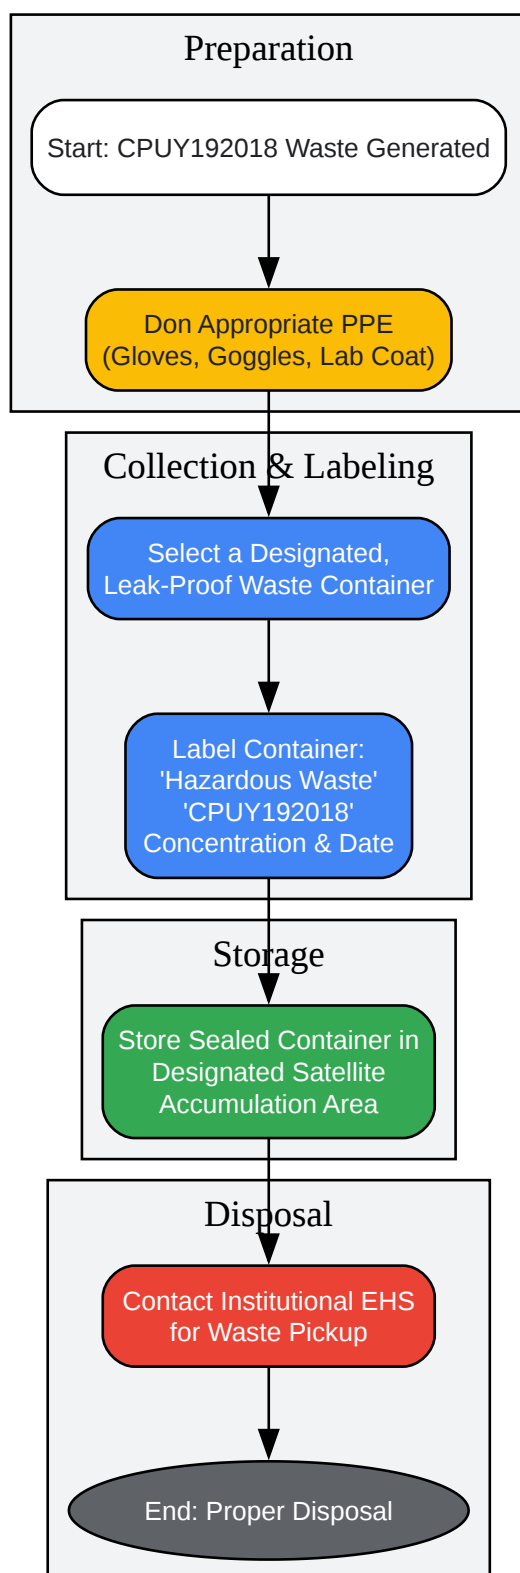 Preparation
Start: CPUY192018 Waste Generated
Don Appropriate PPE
(Gloves, Goggles, Lab Coat)
Collection & Labeling
Select a Designated,
Leak-Proof Waste Container
Label Container:
'Hazardous Waste'
'CPUY192018'
Concentration & Date
Storage
Store Sealed Container in
Designated Satellite
Accumulation Area
Disposal
Contact Institutional EHS
for Waste Pickup
End: Proper Disposal